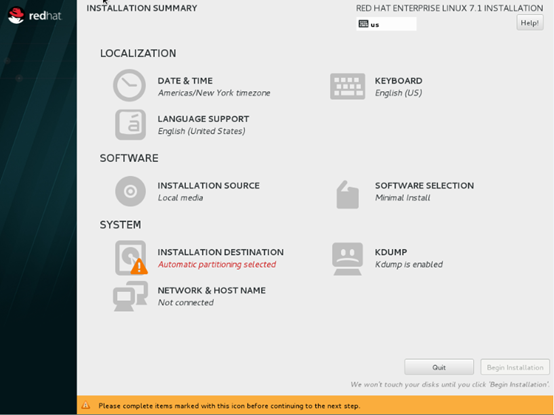 redhat
INSTALLATION SUMMARY
RED HAT ENTERPRISE LINUX 7.1 INSTALLATION
us
Help!
LOCALIZATION
DATE & TIME
Americas/New York timezone
KEYBOARD
English (US)
LANGUAGE SUPPORT
English (United States)
SOFTWARE
INSTALLATION SOURCE
Local media
SOFTWARE SELECTION
Minimal Install
SYSTEM
INSTALLATION DESTINATION
Automatic partitioning selected
KDUMP
Kdump is enabled
NETWORK & HOST NAME
Not connected
Quit
Begin Installation
We won't touch your disks until you click 'Begin Installation'.
Please complete items marked with this icon before continuing to the next step.